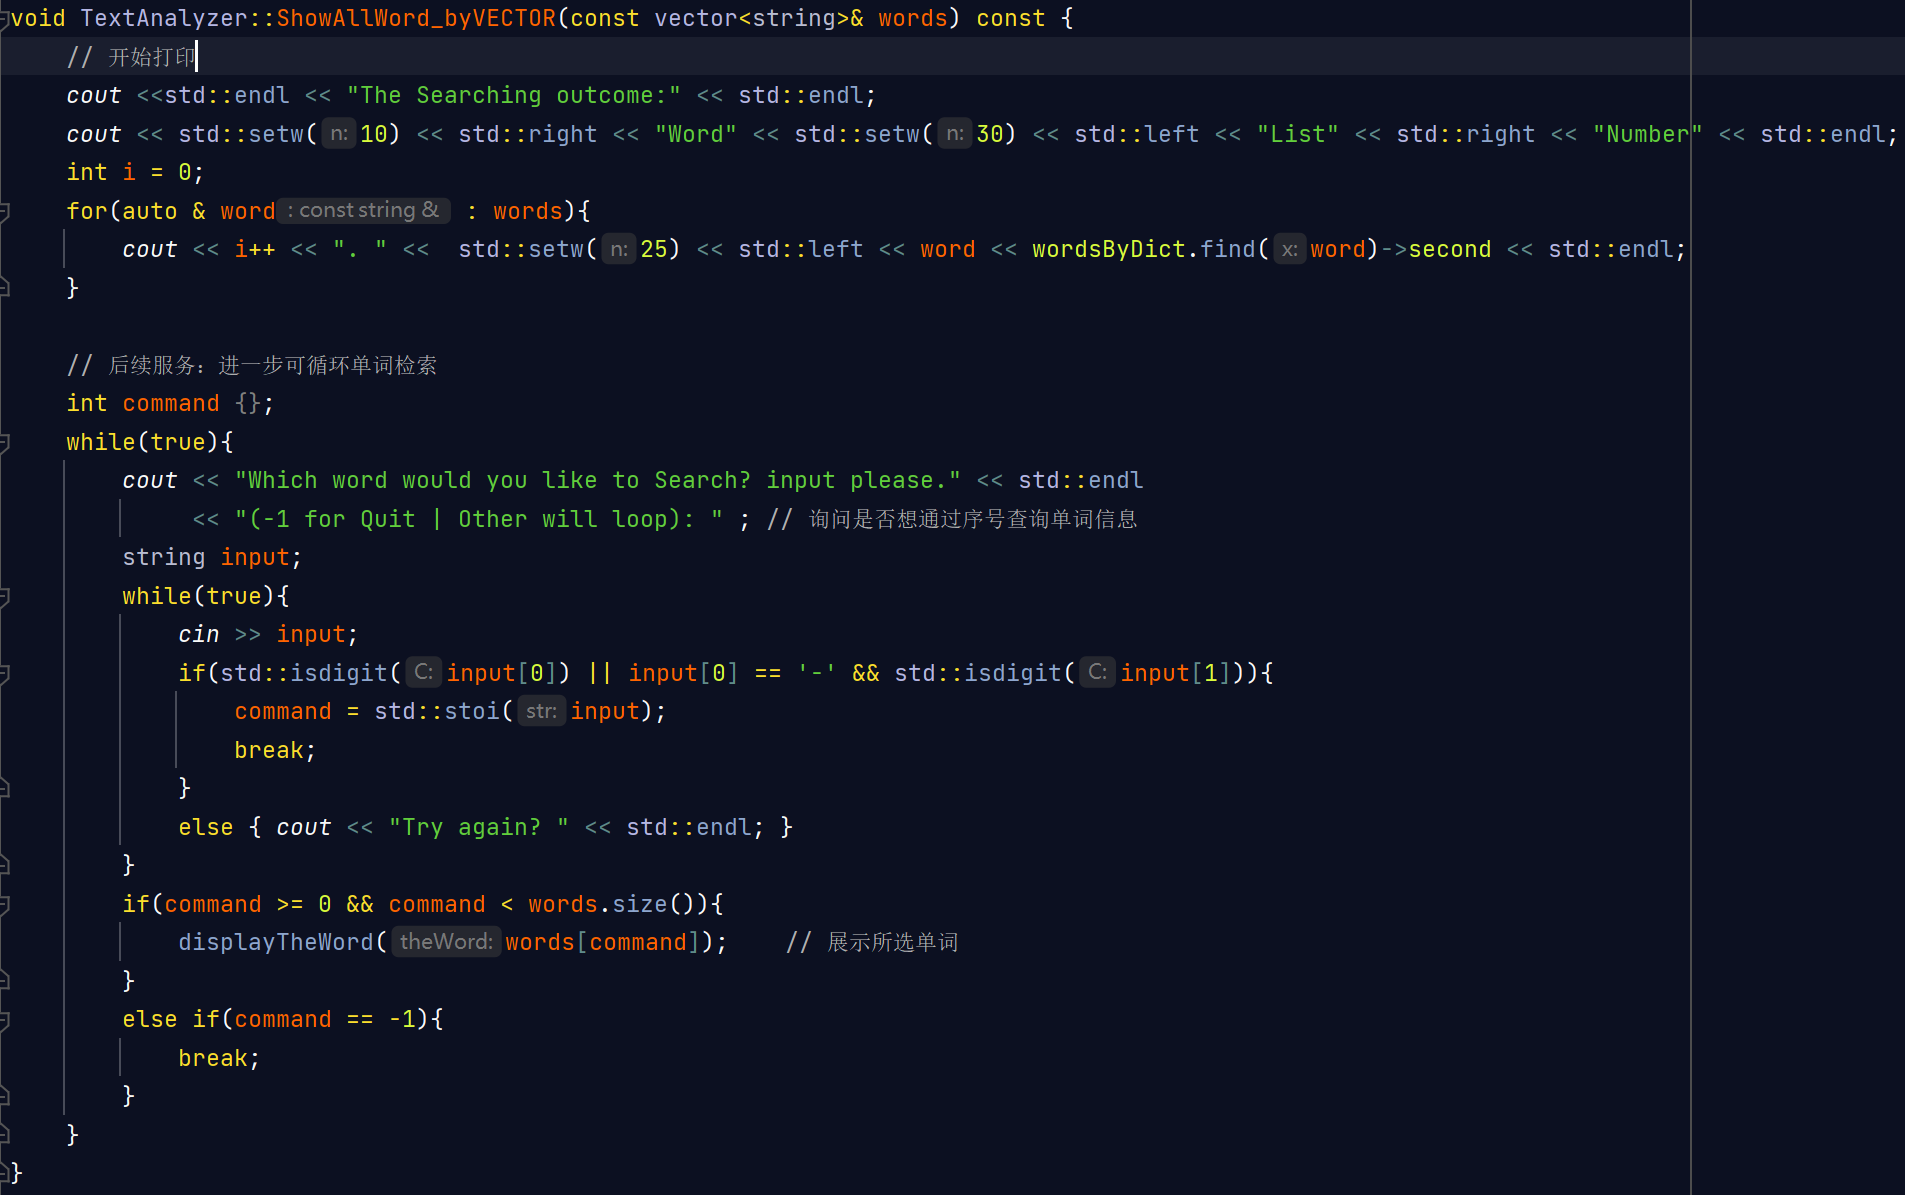 void TextAnalyzer::ShowAllWord_byVECTOR(const vector<string>& words) const {
    // 开始打印
    cout <<std::endl << "The Searching outcome:" << std::endl;
    cout << std::setw( n: 10) << std::right << "Word" << std::setw( n: 30) << std::left << "List" << std::right << "Number" << std::endl;
    int i = 0;
    for(auto & word : const string & : words){
        cout << i++ << ". " <<  std::setw( n: 25) << std::left << word << wordsByDict.find( x: word)->second << std::endl;
    }
    // 后续服务：进一步可循环单词检索
    int command {};
    while(true){
        cout << "Which word would you like to Search? input please." << std::endl
             << "(-1 for Quit | Other will loop): " ; // 询问是否想通过序号查询单词信息
        string input;
        while(true){
            cin >> input;
            if(std::isdigit( C: input[0]) || input[0] == '-' && std::isdigit( C: input[1])){
                command = std::stoi( str: input);
                break;
            }
            else { cout << "Try again? " << std::endl; }
        }
        if(command >= 0 && command < words.size()){
            displayTheWord( theWord: words[command]);    // 展示所选单词
        }
        else if(command == -1){
            break;
        }
    }
}